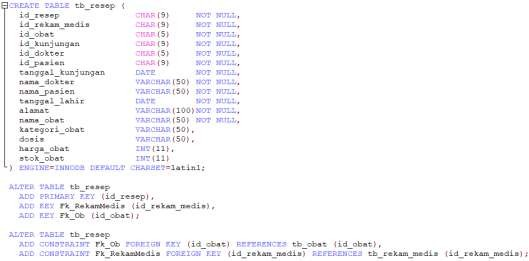 CREATE TABLE tb_resep (
id_resep CHAR(9) NOT NULL,
id_rekam_medis CHAR(9) NOT NULL,
id_obat CHAR(5) NOT NULL,
id_kunjungan CHAR(9) NOT NULL,
id_dokter CHAR(5) NOT NULL,
id_pasien CHAR(9) NOT NULL,
tanggal_kunjungan DATE NOT NULL,
nama_dokter VARCHAR(50) NOT NULL,
nama_pasien VARCHAR(50) NOT NULL,
tanggal_lahir DATE NOT NULL,
alamat VARCHAR(100) NOT NULL,
nama_obat VARCHAR(50) NOT NULL,
kategori_obat VARCHAR(50),
dosis VARCHAR(50),
harga_obat INT(11),
stok_obat INT(11)
) ENGINE=INNODB DEFAULT CHARSET=latin1;
ALTER TABLE tb_resep
ADD PRIMARY KEY (id_resep),
ADD KEY Fk_RekamMedis (id_rekam_medis),
ADD KEY Fk_Ob (id_obat);
ALTER TABLE tb_resep
ADD CONSTRAINT Fk_Ob FOREIGN KEY (id_obat) REFERENCES tb_obat (id_obat),
ADD CONSTRAINT Fk_RekamMedis FOREIGN KEY (id_rekam_medis) REFERENCES tb_rekam_medis (id_rekam_medis);